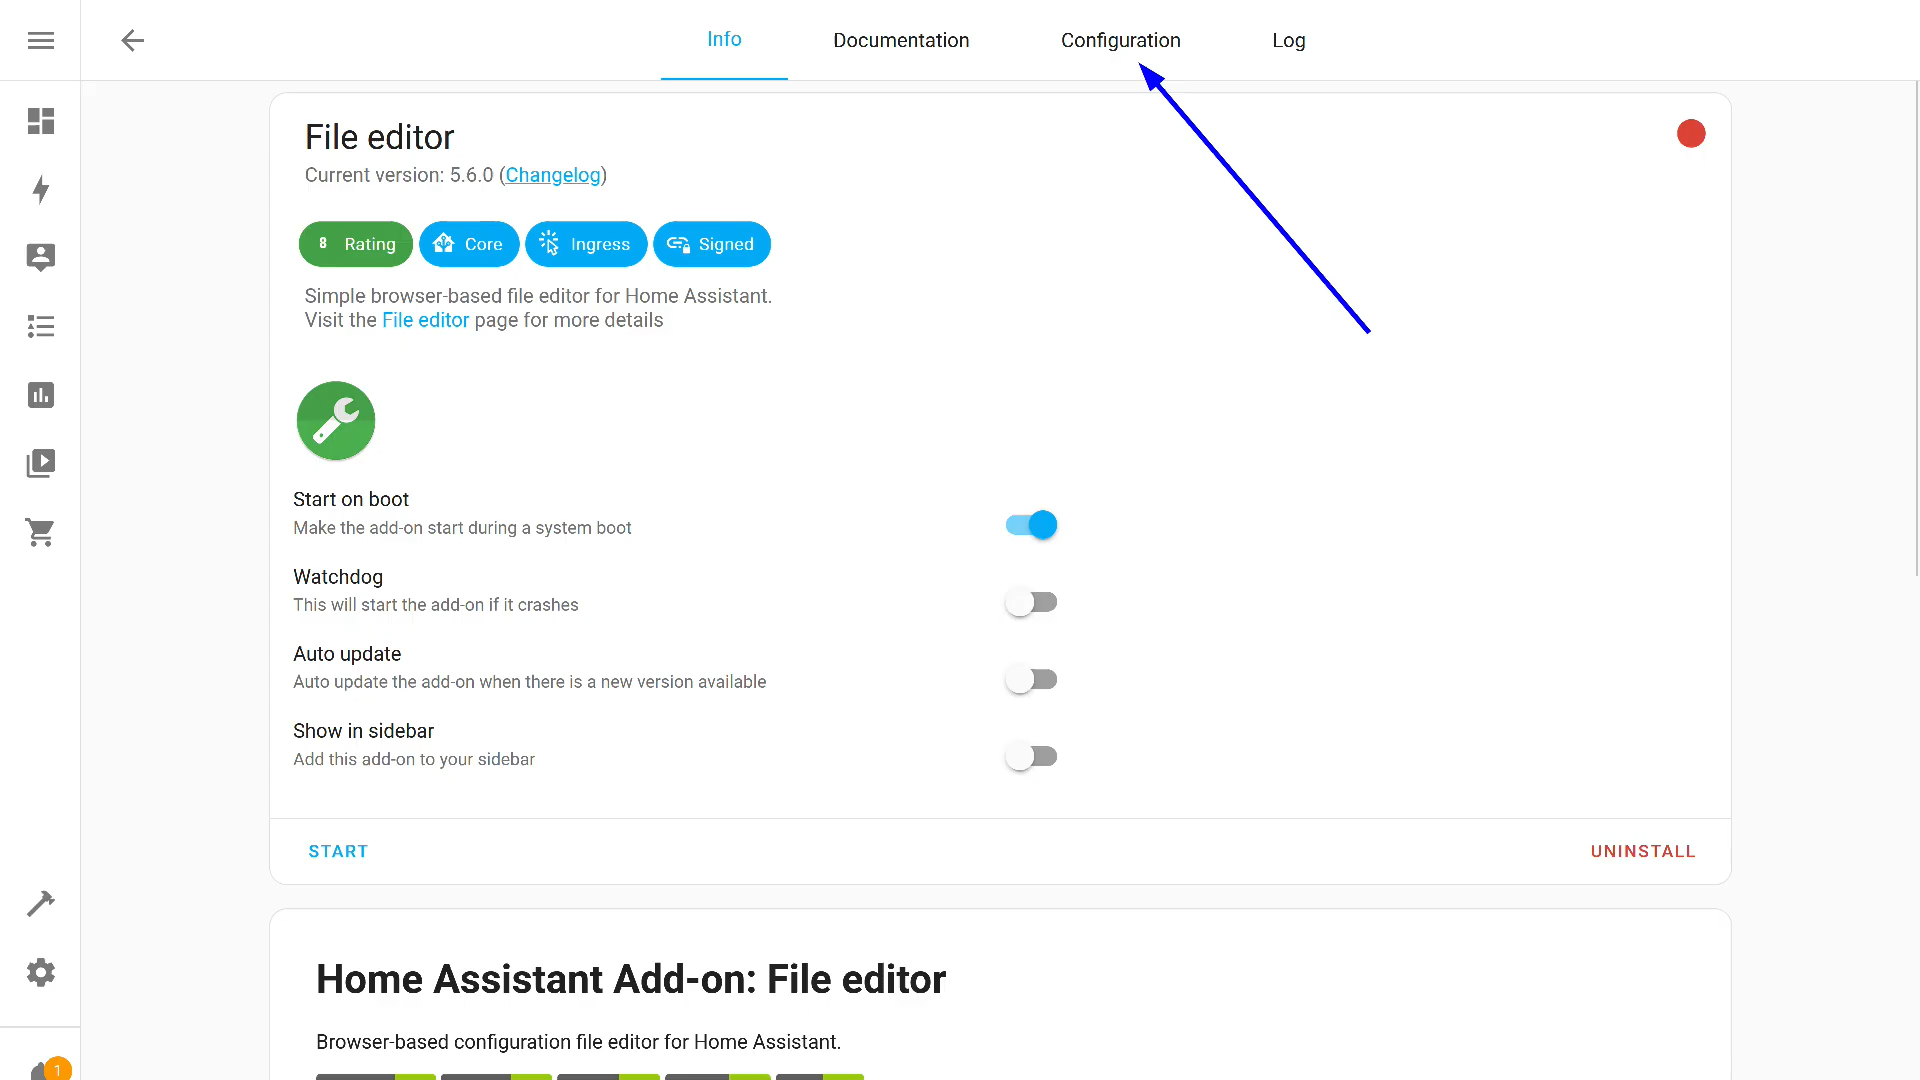 Info
Documentation
Configuration
Log
File editor
Current version: 5.6.0 (Changelog)
8 Rating
Core
Ingress
Signed
Simple browser-based file editor for Home Assistant.
Visit the File editor page for more details
Start on boot
Make the add-on start during a system boot
Watchdog
This will start the add-on if it crashes
Auto update
Auto update the add-on when there is a new version available
Show in sidebar
Add this add-on to your sidebar
START
UNINSTALL
Home Assistant Add-on: File editor
Browser-based configuration file editor for Home Assistant.
1